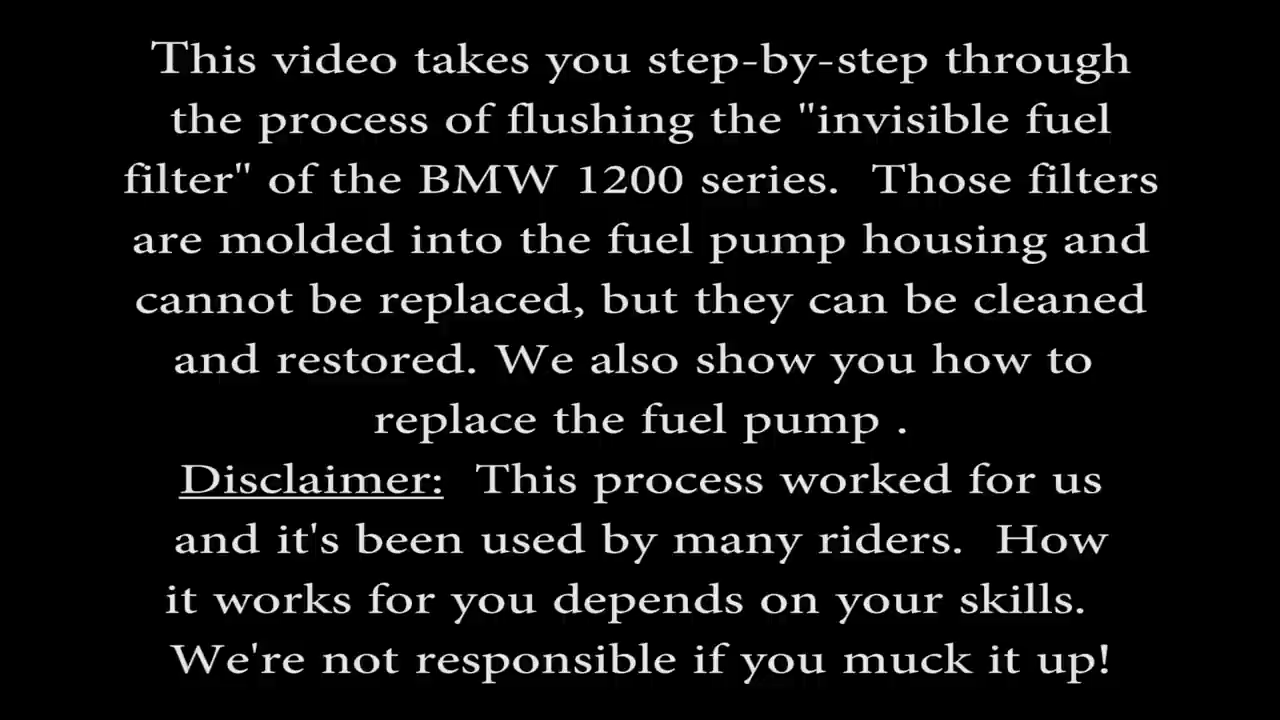 This video takes you step-by-step through
the process of flushing the "invisible fuel
filter" of the BMW 1200 series.  Those filters
are molded into the fuel pump housing and
cannot be replaced, but they can be cleaned
and restored. We also show you how to
replace the fuel pump .
Disclaimer:  This process worked for us
and it's been used by many riders.  How
it works for you depends on your skills.
We're not responsible if you muck it up!